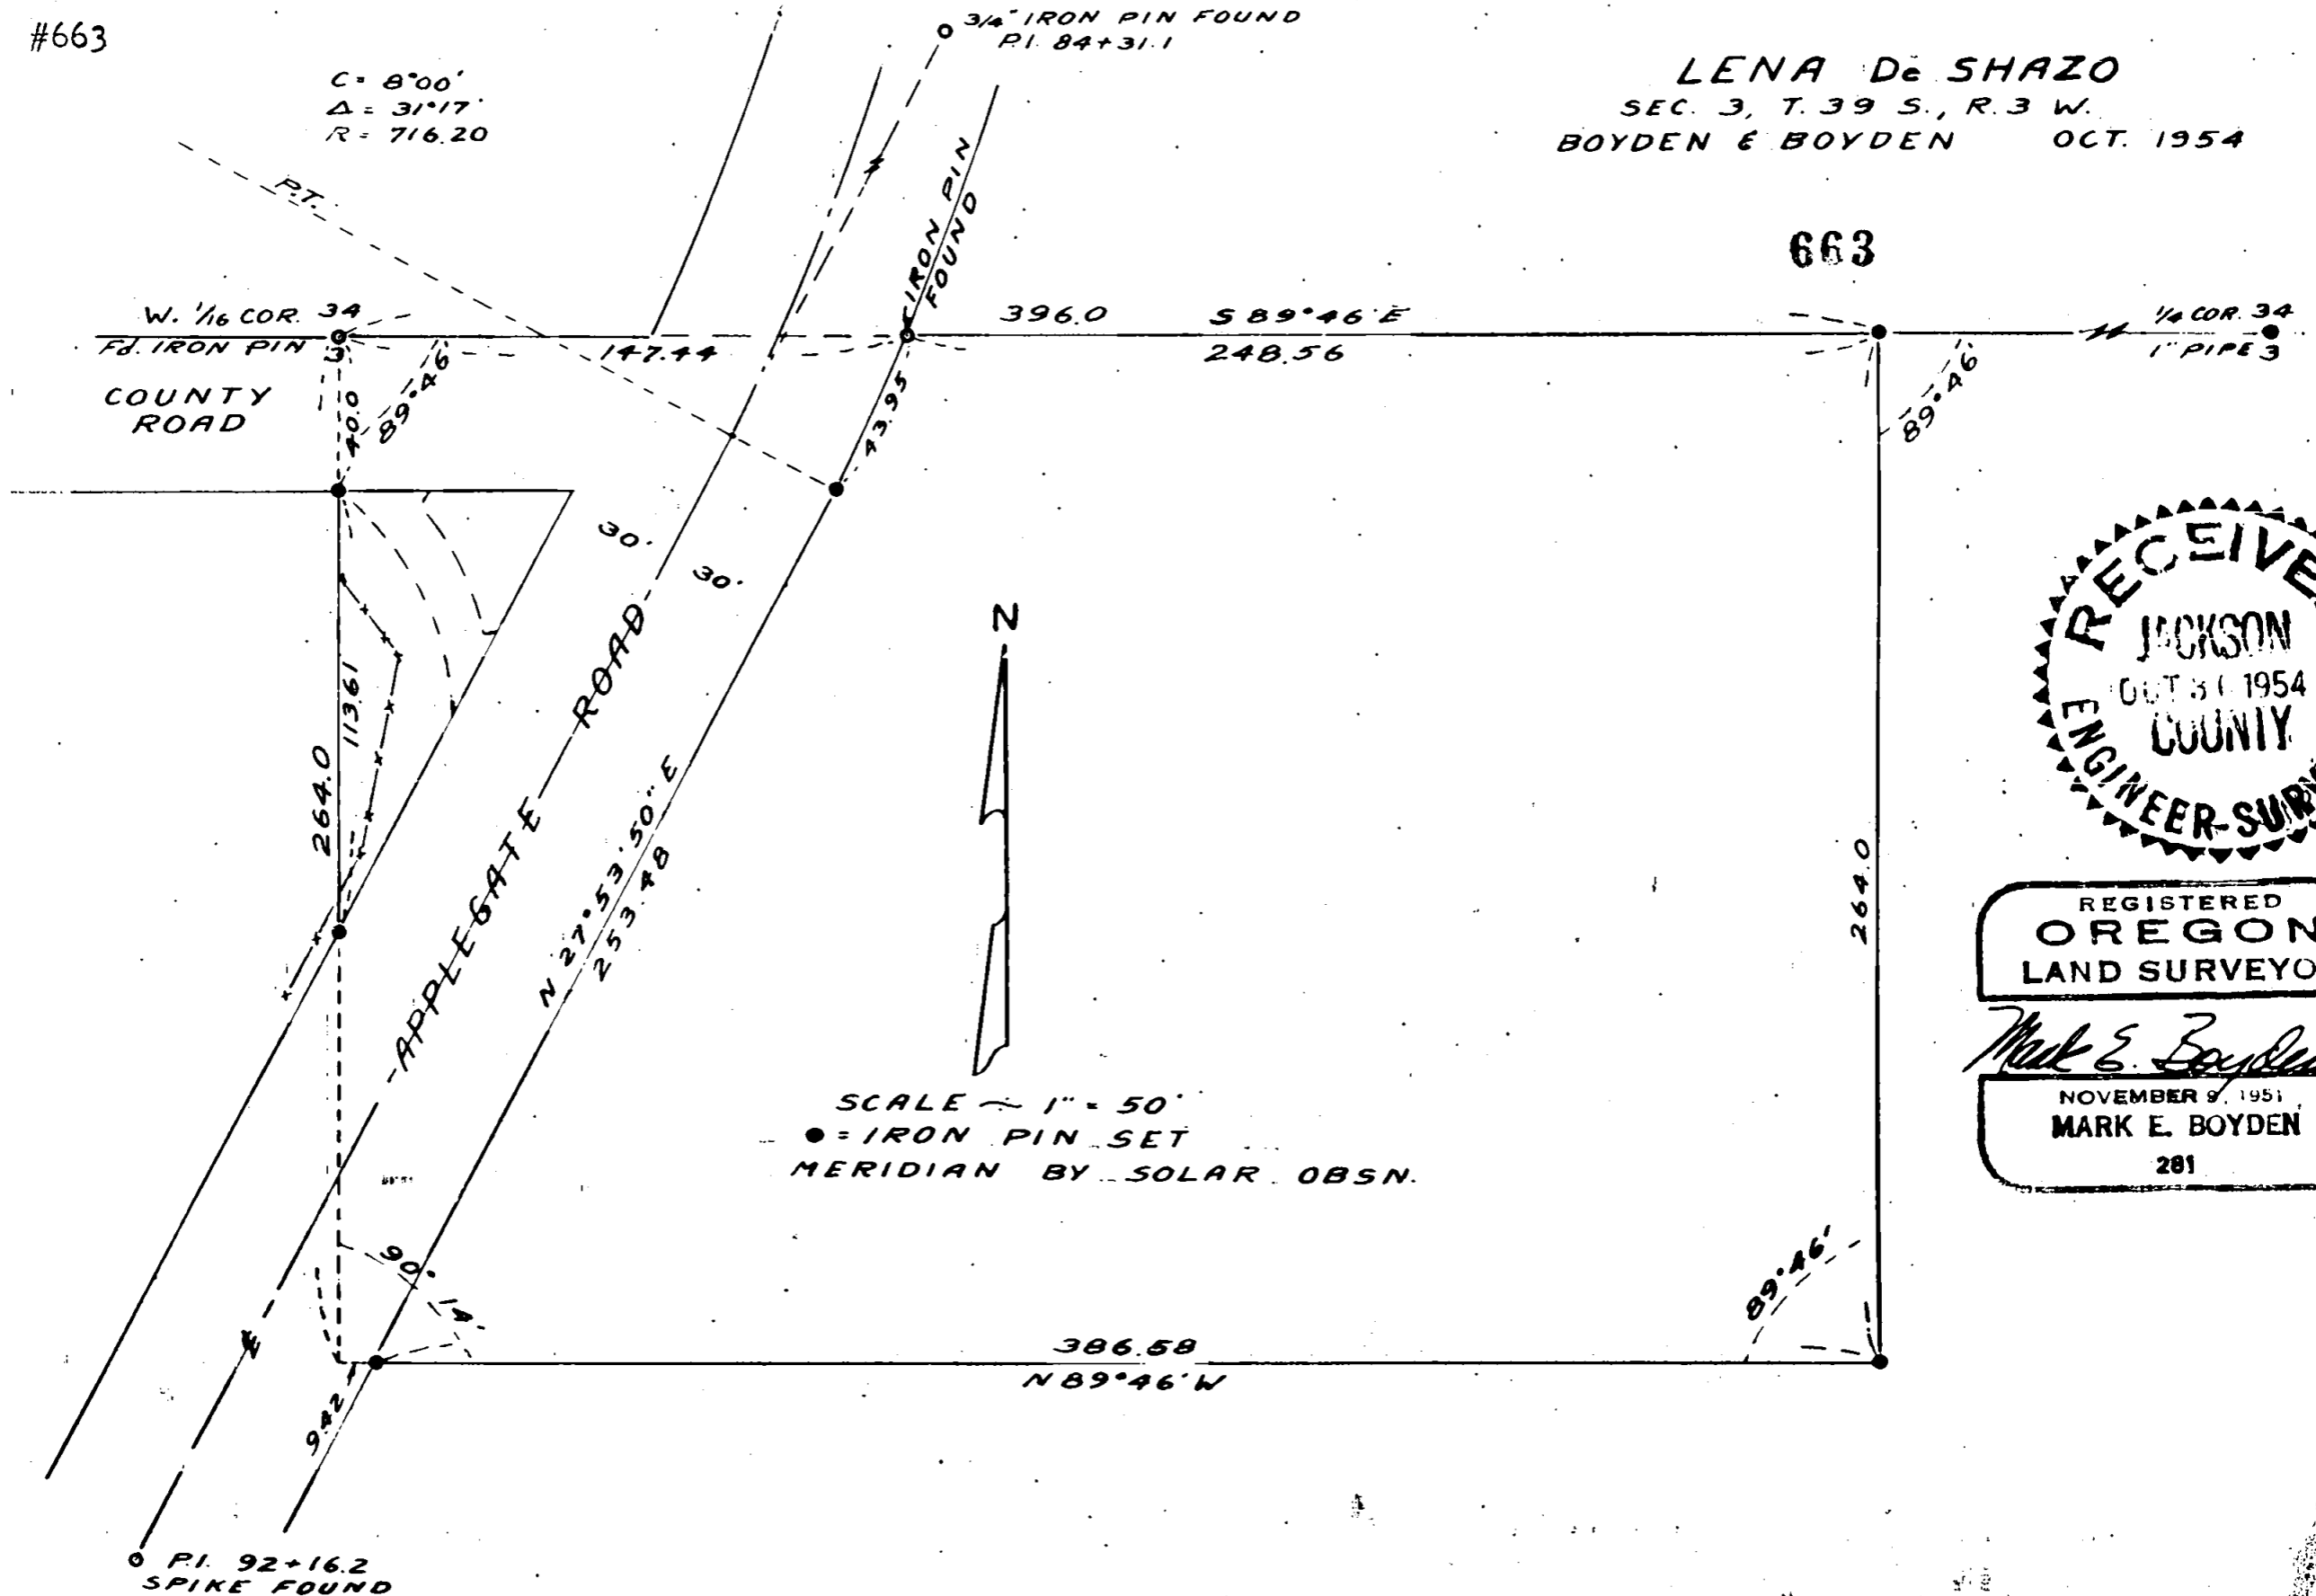 #663
C = 8°00'
Δ = 31°17'
R = 716.20
3/4" IRON PIN FOUND
P.I. 84+31.1
LENA De SHAZO
SEC. 3, T. 39 S., R. 3 W.
BOYDEN & BOYDEN OCT. 1954
663
P.T.
IRON PIN
FOUND
W. 1/16 COR. 34
Fd. IRON PIN 3
147.44
396.0 S 89°46' E
248.56
1/4 COR. 34
1" PIPE 3
COUNTY
ROAD
40.0
89°46'
43.95
89°46'
30'
30'
N
113.61
264.0
APPLEGATE ROAD
N 27°53'50" E
253.48
264.0
RECEIVE
JACKSON
OCT 31 1954
COUNTY
ENGINEER-SURV
REGISTERED
OREGON
LAND SURVEYO
Mark E. Boyden
NOVEMBER 9, 1951
MARK E. BOYDEN
281
SCALE ~ 1" = 50'
● = IRON PIN SET
MERIDIAN BY SOLAR OBSN.
90°14'
89°46'
386.58
N 89°46' W
9.42
P.I. 92+16.2
SPIKE FOUND